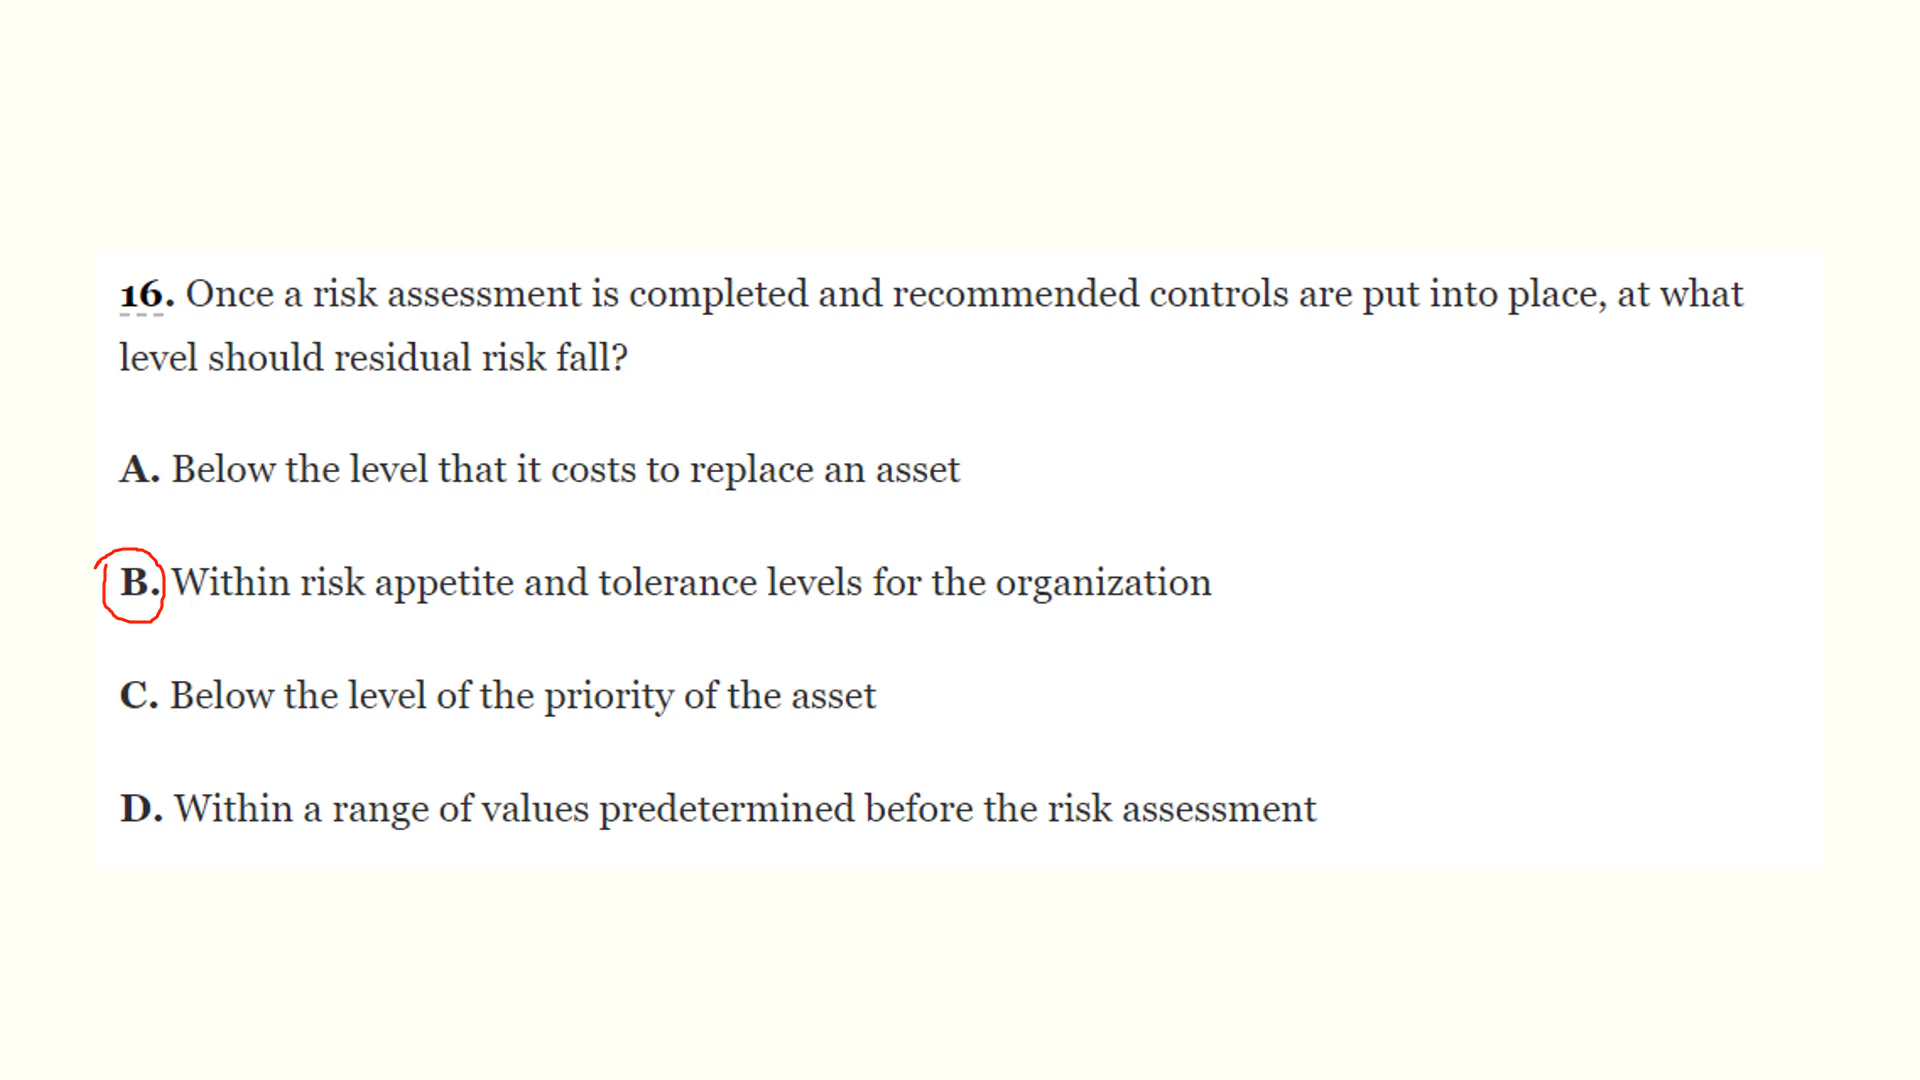 16. Once a risk assessment is completed and recommended controls are put into place, at what
level should residual risk fall?
A. Below the level that it costs to replace an asset
B. Within risk appetite and tolerance levels for the organization
C. Below the level of the priority of the asset
D. Within a range of values predetermined before the risk assessment